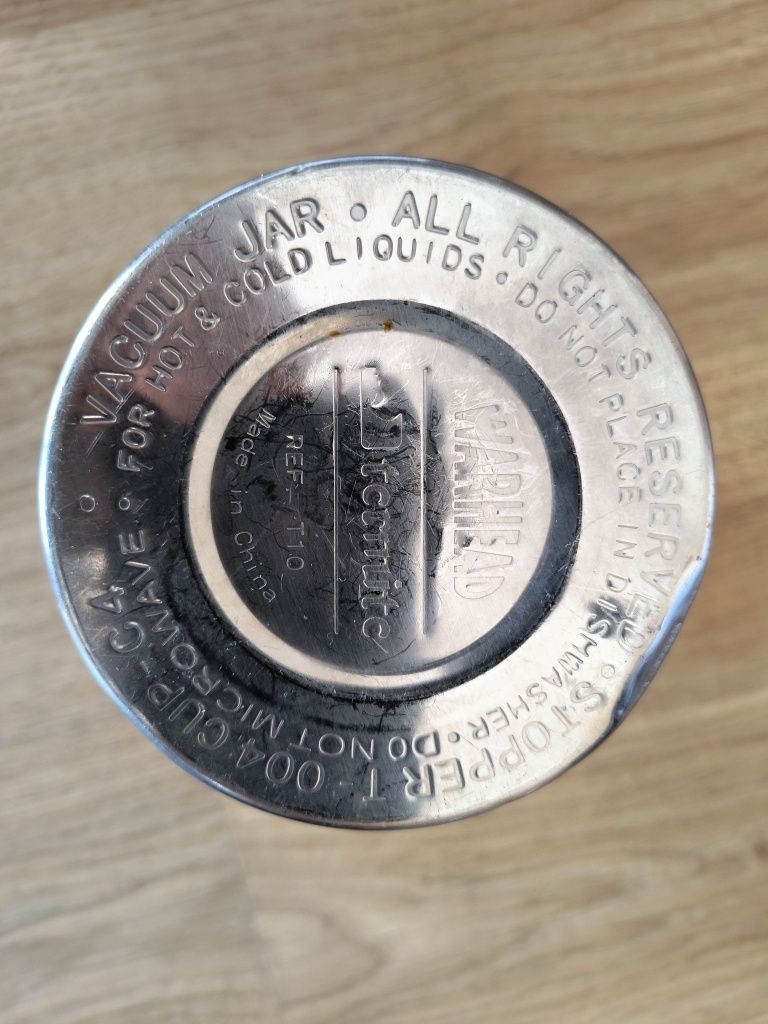 VACUUM JAR • ALL RIGHTS RESERVED • STOPPER T-004 CUP-C4 •
FOR HOT & COLD LIQUIDS • DO NOT PLACE IN DISHWASHER • DO NOT MICROWAVE •
WARHEAD
termite
REF- T10
Made in China